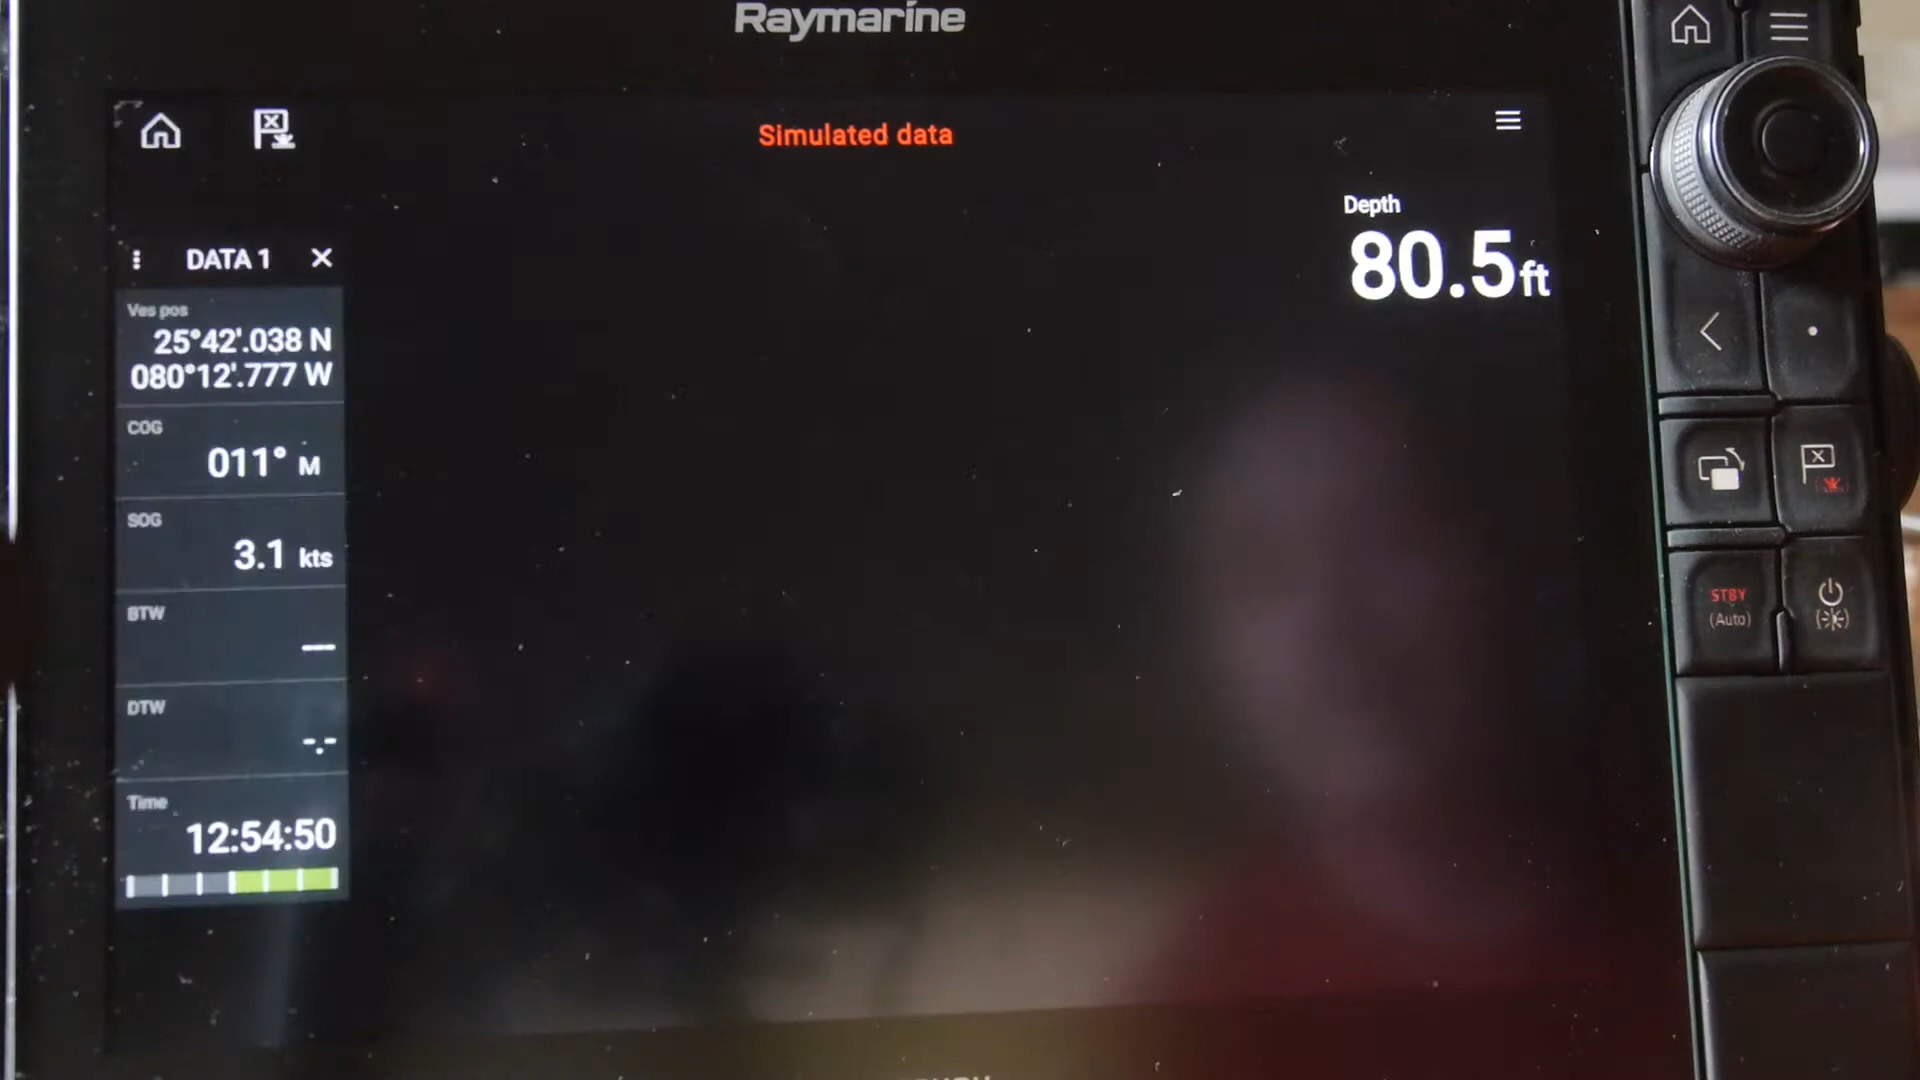 Raymarine
Simulated data
Depth
80.5ft
DATA 1
Ves pos
25°42'.038 N
080°12'.777 W
COG
011° M
SOG
3.1 kts
BTW
---
DTW
-.-
Time
12:54:50
STBY
(Auto)